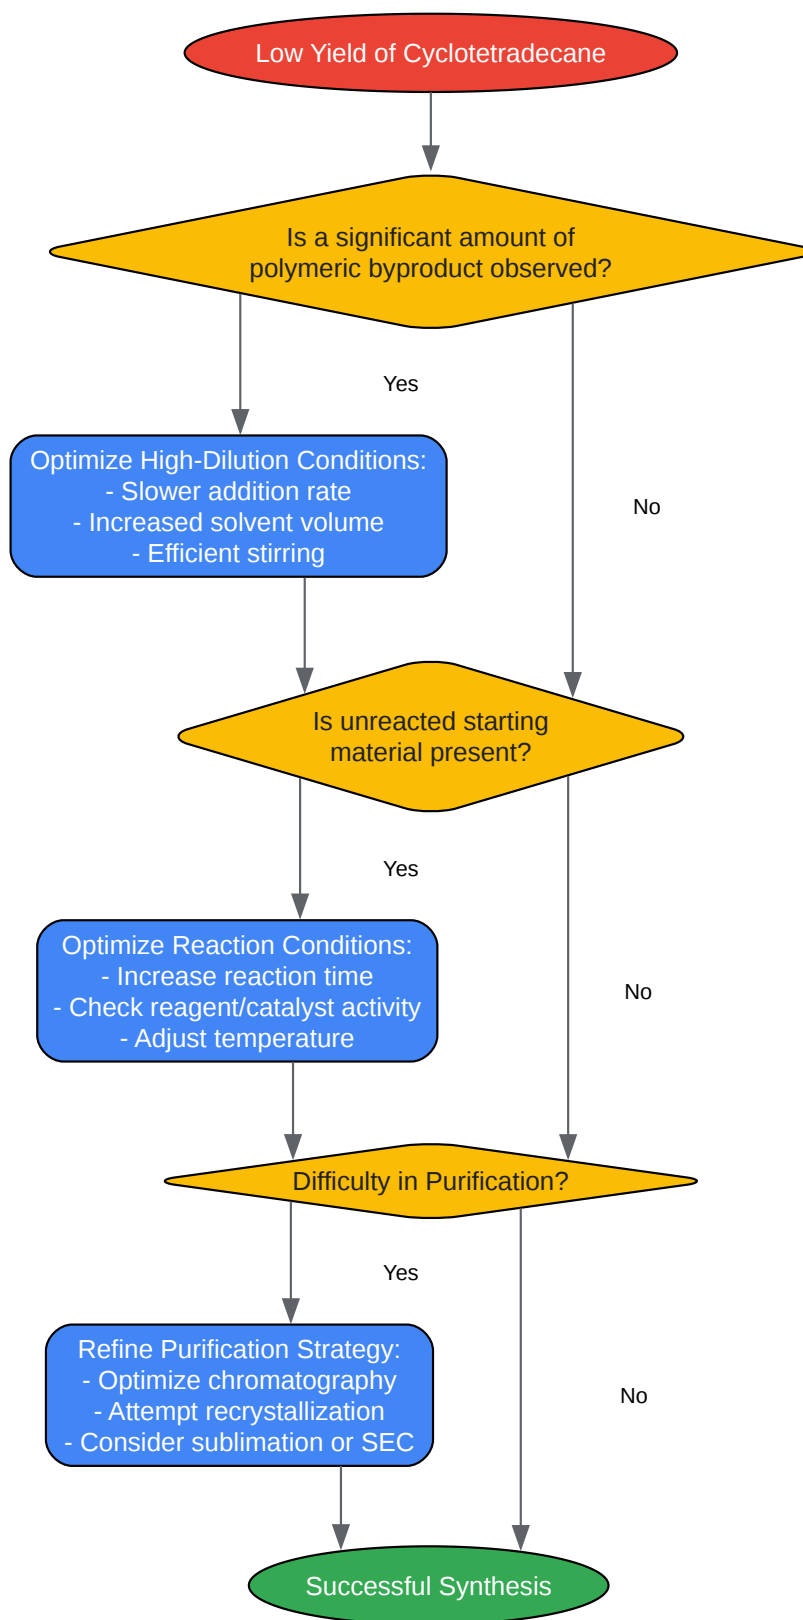 Low Yield of Cyclotetradecane
Is a significant amount of
polymeric byproduct observed?
Yes
Optimize High-Dilution Conditions:
- Slower addition rate
- Increased solvent volume
- Efficient stirring
No
Is unreacted starting
material present?
Yes
Optimize Reaction Conditions:
- Increase reaction time
- Check reagent/catalyst activity
- Adjust temperature
No
Difficulty in Purification?
Yes
Refine Purification Strategy:
- Optimize chromatography
- Attempt recrystallization
- Consider sublimation or SEC
No
Successful Synthesis